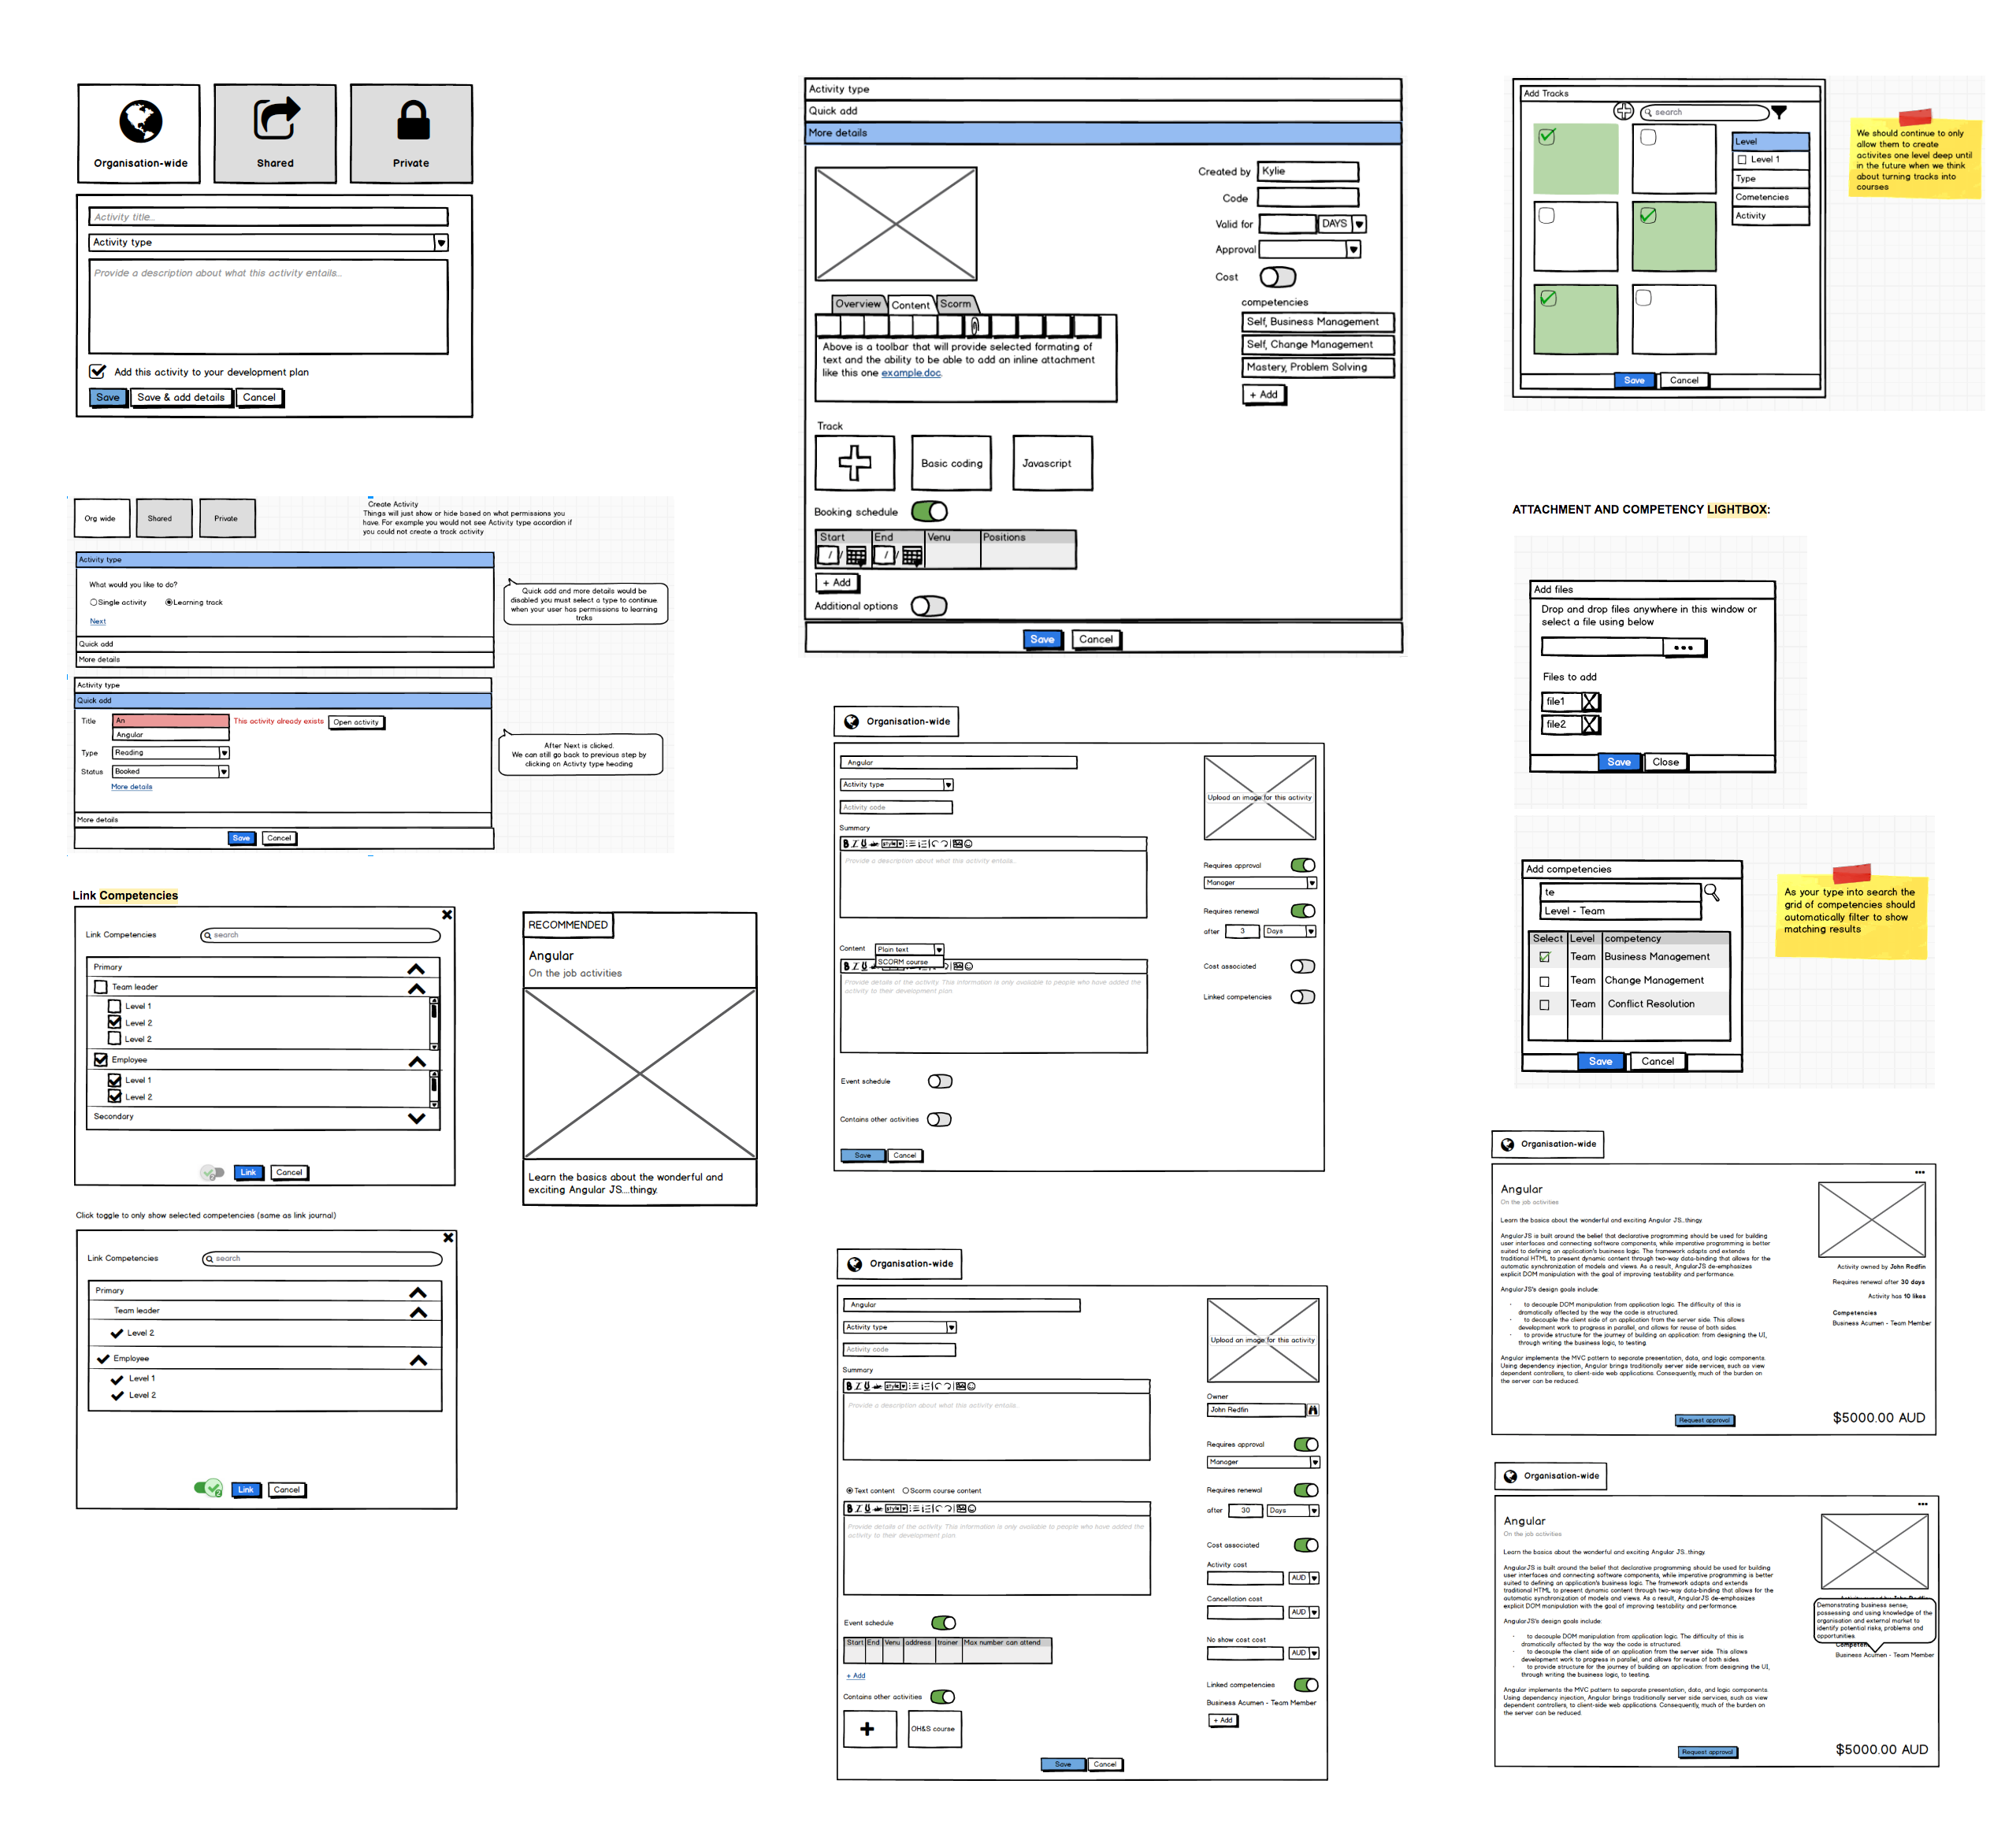 Organisation-wide
Shared
Private
Activity title...
Activity type
Provide a description about what this activity entails...
Add this activity to your development plan
Save
Save & add details
Cancel
Org wide
Shared
Private
Create Activity
Things will just show or hide based on what permissions you
have. For example you would not see Activity type accordion if
you could not create a track activity
Activity type
What would you like to do?
Single activity
Learning track
Next
Quick add
More details
Quick add and more details would be
disabled you must select a type to continue
when your user has permissions to learning
trcks
Activity type
Quick add
Title
An
This activity already exists
Open activity
Angular
Type
Reading
Status
Booked
More details
More details
Save
Cancel
After Next is clicked.
We can still go back to previous step by
clicking on Activty type heading
Link Competencies
Link Competencies
search
Primary
Team leader
Level 1
Level 2
Level 2
Employee
Level 1
Level 2
Secondary
Link
Cancel
RECOMMENDED
Angular
On the job activities
Learn the basics about the wonderful and
exciting Angular JS....thingy.
Click toggle to only show selected competencies (same as link journal)
Link Competencies
search
Primary
Team leader
Level 2
Employee
Level 1
Level 2
Link
Cancel
Activity type
Quick add
More details
Created by
Kylie
Code
Valid for
DAYS
Approval
Cost
Overview
Content
Scorm
Above is a toolbar that will provide selected formating of
text and the ability to be able to add an inline attachment
like this one example.doc.
competencies
Self, Business Management
Self, Change Management
Mastery, Problem Solving
+ Add
Track
Basic coding
Javascript
Booking schedule
Start
End
Venu
Positions
/ /
/ /
+ Add
Additional options
Save
Cancel
Organisation-wide
Angular
Activity type
Activity code
Summary
B I U abc style
Provide a description about what this activity entails...
Content
Plain text
SCORM course
B I U
Provide details of the activity. This information is only available to people who have added the
activity to their development plan
Event schedule
Contains other activities
Save
Cancel
Upload an image for this activity
Requires approval
Manager
Requires renewal
after
3
Days
Cost associated
Linked competencies
Organisation-wide
Angular
Activity type
Activity code
Summary
B I U abc style
Provide a description about what this activity entails...
Text content
Scorm course content
B I U abc style
Provide details of the activity. This information is only available to people who have added the
activity to their development plan
Event schedule
Start
End
Venu
address
trainer
Max number can attend
+ Add
Contains other activities
OH&S course
Save
Cancel
Upload an image for this activity
Owner
John Redfin
Requires approval
Manager
Requires renewal
after
30
Days
Cost associated
Activity cost
AUD
Cancellation cost
AUD
No show cost cost
AUD
Linked competencies
Business Acumen - Team Member
+ Add
Add Tracks
search
Level
Level 1
Type
Cometencies
Activity
Save
Cancel
We should continue to only
allow them to create
activites one level deep until
in the future when we think
about turning tracks into
courses
ATTACHMENT AND COMPETENCY LIGHTBOX:
Add files
Drop and drop files anywhere in this window or
select a file using below
Files to add
file1
file2
Save
Close
Add competencies
te
Level - Team
Select
Level
competency
Team
Business Management
Team
Change Management
Team
Conflict Resolution
Save
Cancel
As your type into search the
grid of competencies should
automatically filter to show
matching results
Organisation-wide
Angular
On the job activities
Learn the basics about the wonderful and exciting Angular JS...thingy.
AngularJS is built around the belief that declarative programming should be used for building
user interfaces and connecting software components, while imperative programming is better
suited to defining an application's business logic. The framework adapts and extends
traditional HTML to present dynamic content through two-way data-binding that allows for the
automatic synchronization of models and views. As a result, AngularJS de-emphasizes
explicit DOM manipulation with the goal of improving testability and performance.
AngularJS's design goals include:
· to decouple DOM manipulation from application logic. The difficulty of this is
dramatically affected by the way the code is structured.
· to decouple the client side of an application from the server side. This allows
development work to progress in parallel, and allows for reuse of both sides.
· to provide structure for the journey of building an application: from designing the UI,
through writing the business logic, to testing.
Angular implements the MVC pattern to separate presentation, data, and logic components.
Using dependency injection, Angular brings traditionally server side services, such as view
dependent controllers, to client-side web applications. Consequently, much of the burden on
the server can be reduced.
Activity owned by John Redfin
Requires renewal after 30 days
Activity has 10 likes
Competencies
Business Acumen - Team Member
Request approval
$5000.00 AUD
Organisation-wide
Angular
On the job activities
Learn the basics about the wonderful and exciting Angular JS...thingy.
AngularJS is built around the belief that declarative programming should be used for building
user interfaces and connecting software components, while imperative programming is better
suited to defining an application's business logic. The framework adapts and extends
traditional HTML to present dynamic content through two-way data-binding that allows for the
automatic synchronization of models and views. As a result, AngularJS de-emphasizes
explicit DOM manipulation with the goal of improving testability and performance.
AngularJS's design goals include:
· to decouple DOM manipulation from application logic. The difficulty of this is
dramatically affected by the way the code is structured.
· to decouple the client side of an application from the server side. This allows
development work to progress in parallel, and allows for reuse of both sides.
· to provide structure for the journey of building an application: from designing the UI,
through writing the business logic, to testing.
Angular implements the MVC pattern to separate presentation, data, and logic components.
Using dependency injection, Angular brings traditionally server side services, such as view
dependent controllers, to client-side web applications. Consequently, much of the burden on
the server can be reduced.
Demonstrating business sense,
possessing and using knowledge of the
organisation and external market to
identify potential risks, problems and
opportunities.
Business Acumen - Team Member
Request approval
$5000.00 AUD